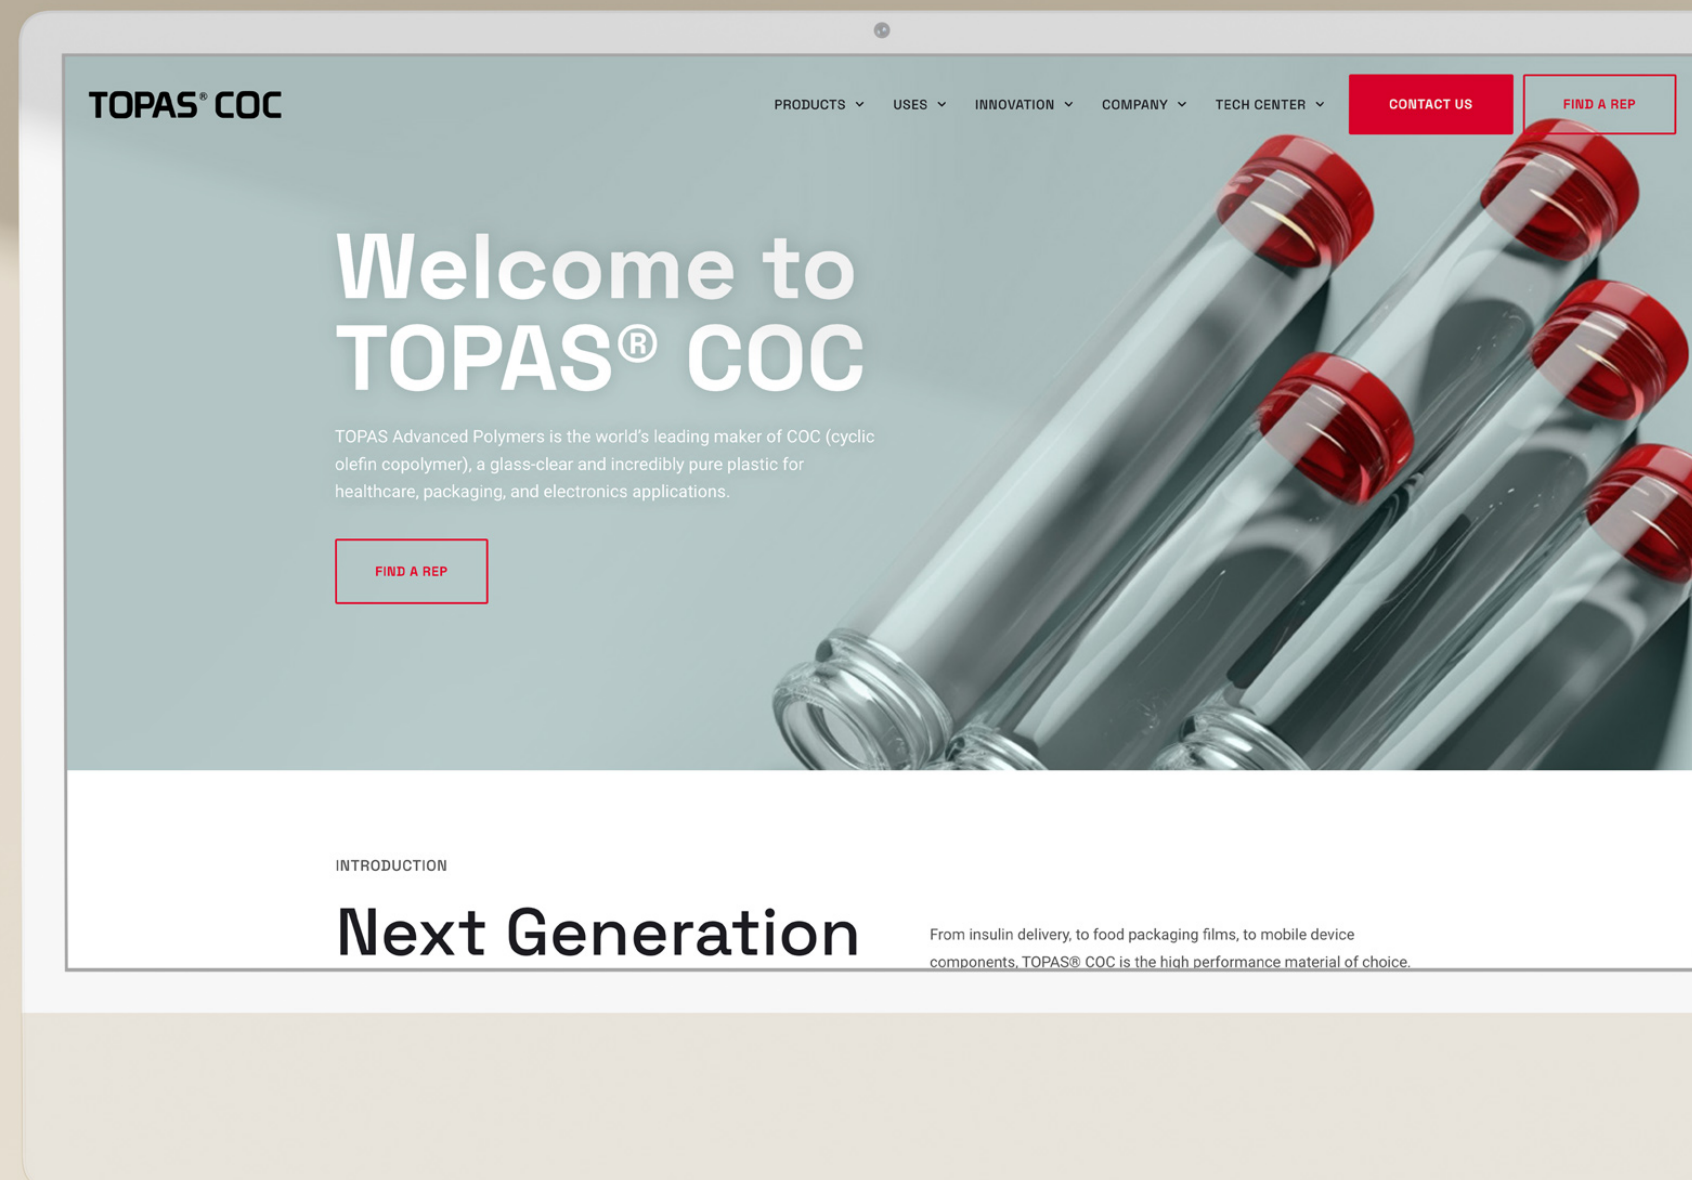 TOPAS® COC
PRODUCTS USES INNOVATION COMPANY TECH CENTER CONTACT US FIND A REP
Welcome to
TOPAS® COC
TOPAS Advanced Polymers is the world's leading maker of COC (cyclic
olefin copolymer), a glass-clear and incredibly pure plastic for
healthcare, packaging, and electronics applications.
FIND A REP
INTRODUCTION
Next Generation
From insulin delivery, to food packaging films, to mobile device
components, TOPAS® COC is the high performance material of choice.